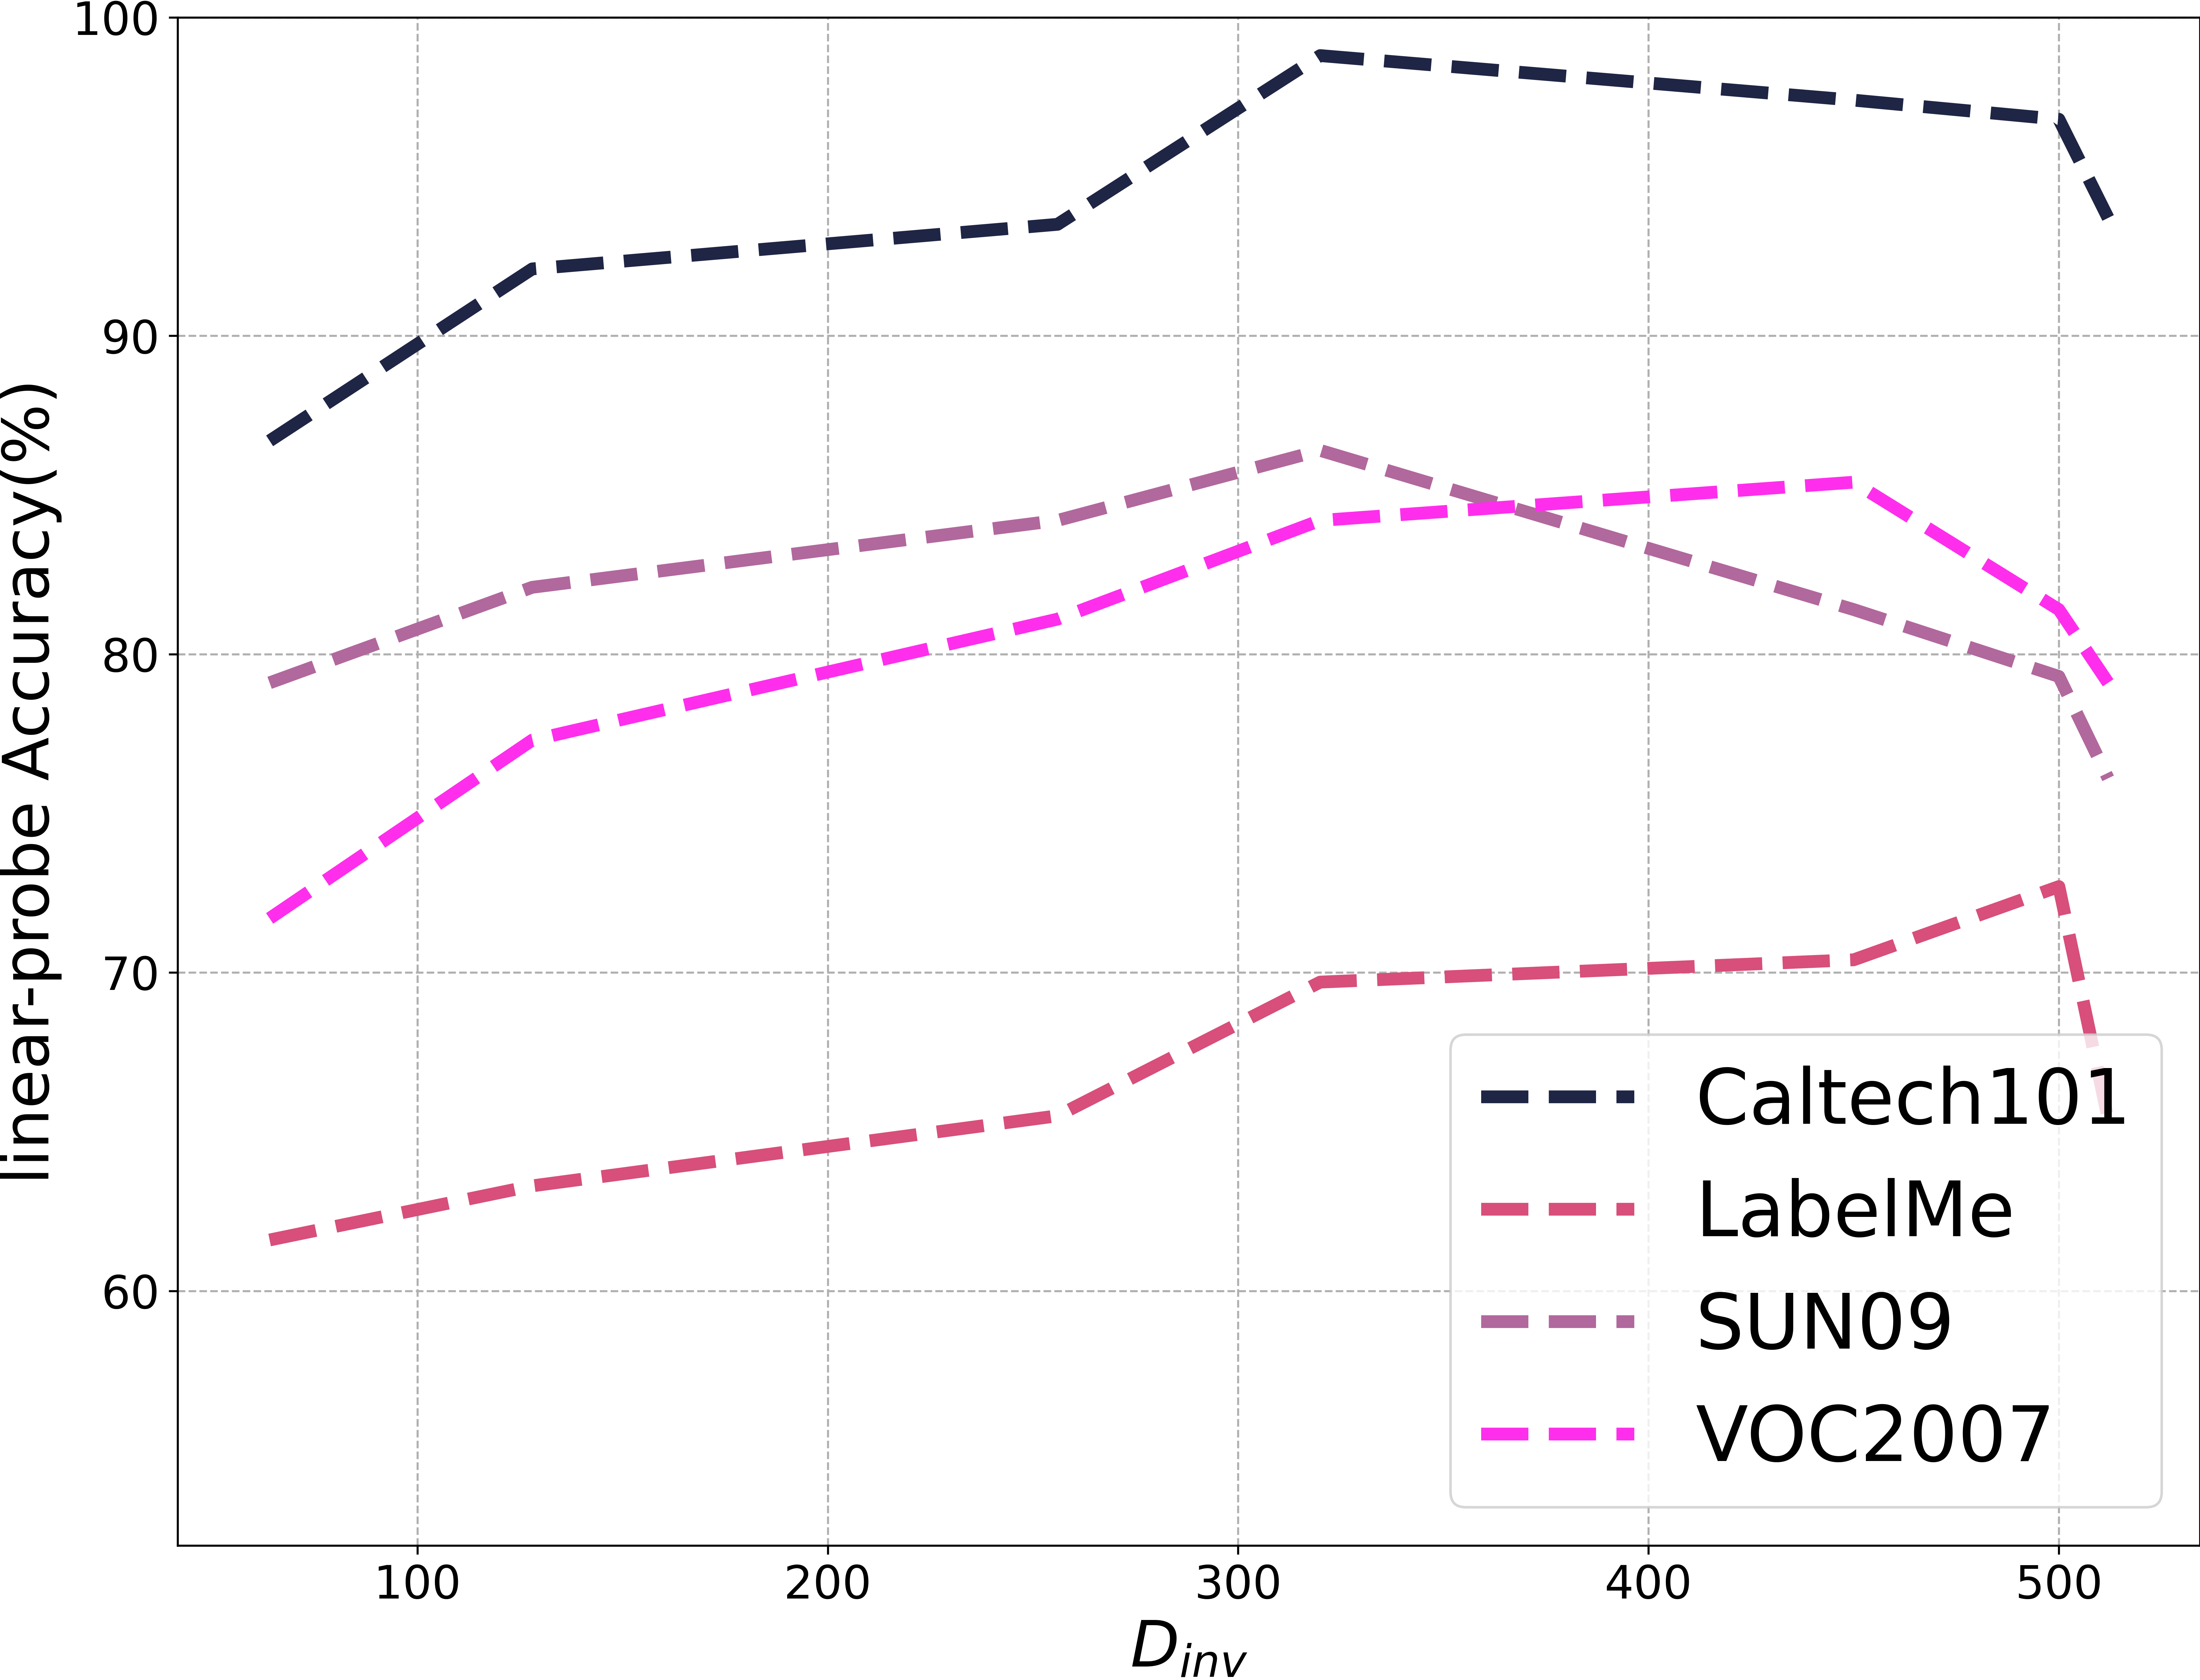 linear-probe Accuracy(%)
100
90
80
70
60
100 200 300 400 500
D_inv
Caltech101
LabelMe
SUN09
VOC2007